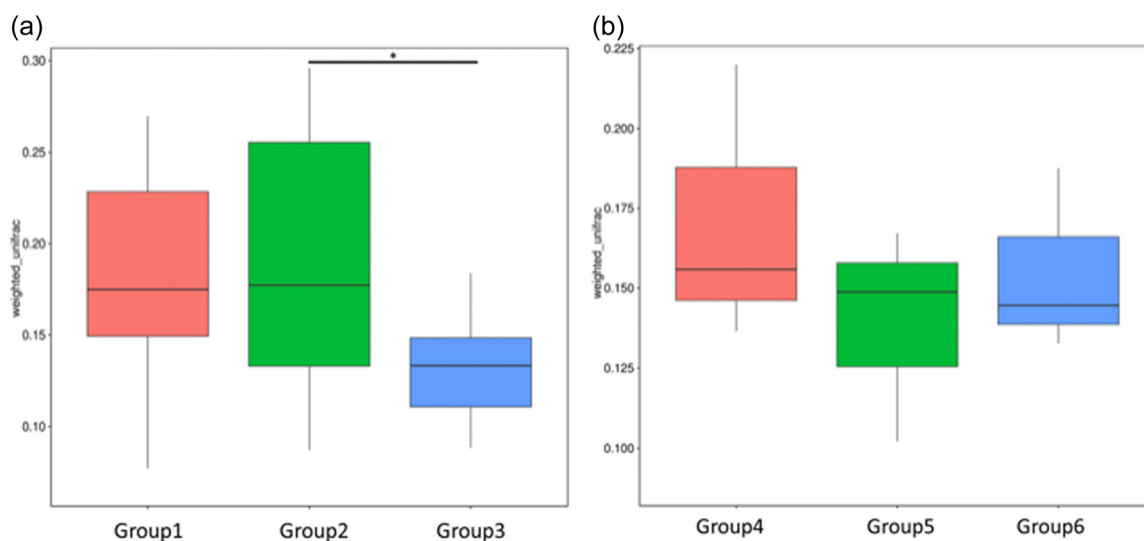 (a)
0.30
*
0.25
0.20
weighted_unifrac
0.15
0.10
Group1 Group2 Group3
(b)
0.225
0.200
0.175
weighted_unifrac
0.150
0.125
0.100
Group4 Group5 Group6